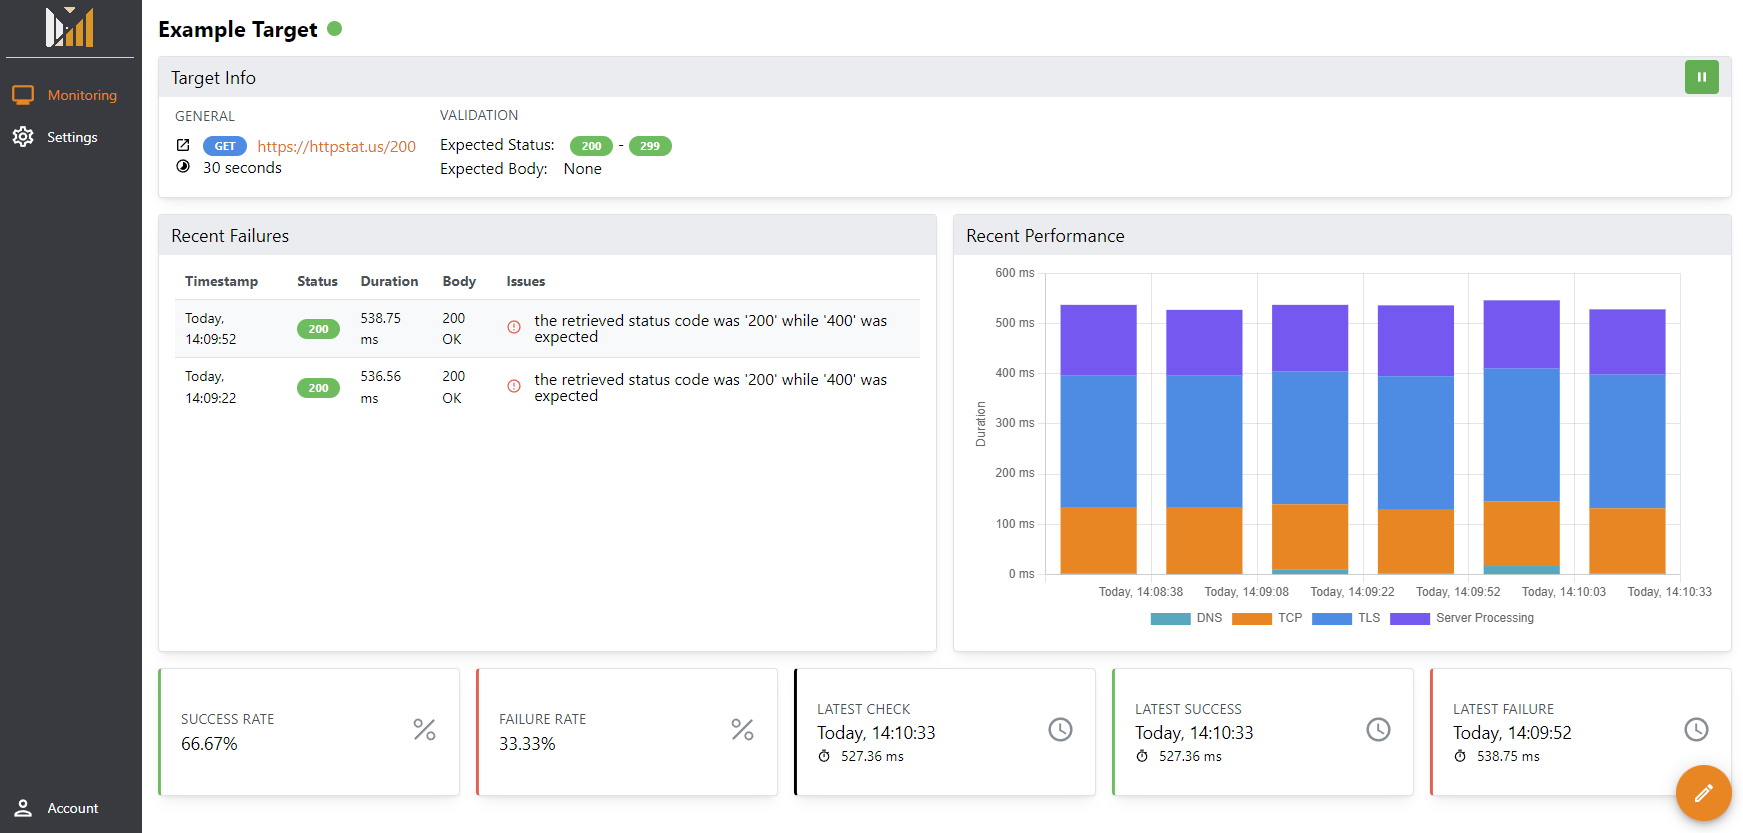 Example Target
Monitoring
Settings
Account
Target Info
GENERAL
GET https://httpstat.us/200
30 seconds
VALIDATION
Expected Status: 200 - 299
Expected Body: None
Recent Failures
Timestamp Status Duration Body Issues
Today, 14:09:52 200 538.75 ms 200 OK the retrieved status code was '200' while '400' was
expected
Today, 14:09:22 200 536.56 ms 200 OK the retrieved status code was '200' while '400' was
expected
Recent Performance
Duration
600 ms
500 ms
400 ms
300 ms
200 ms
100 ms
0 ms
Today, 14:08:38 Today, 14:09:08 Today, 14:09:22 Today, 14:09:52 Today, 14:10:03 Today, 14:10:33
DNS TCP TLS Server Processing
SUCCESS RATE
66.67%
FAILURE RATE
33.33%
LATEST CHECK
Today, 14:10:33
527.36 ms
LATEST SUCCESS
Today, 14:10:33
527.36 ms
LATEST FAILURE
Today, 14:09:52
538.75 ms